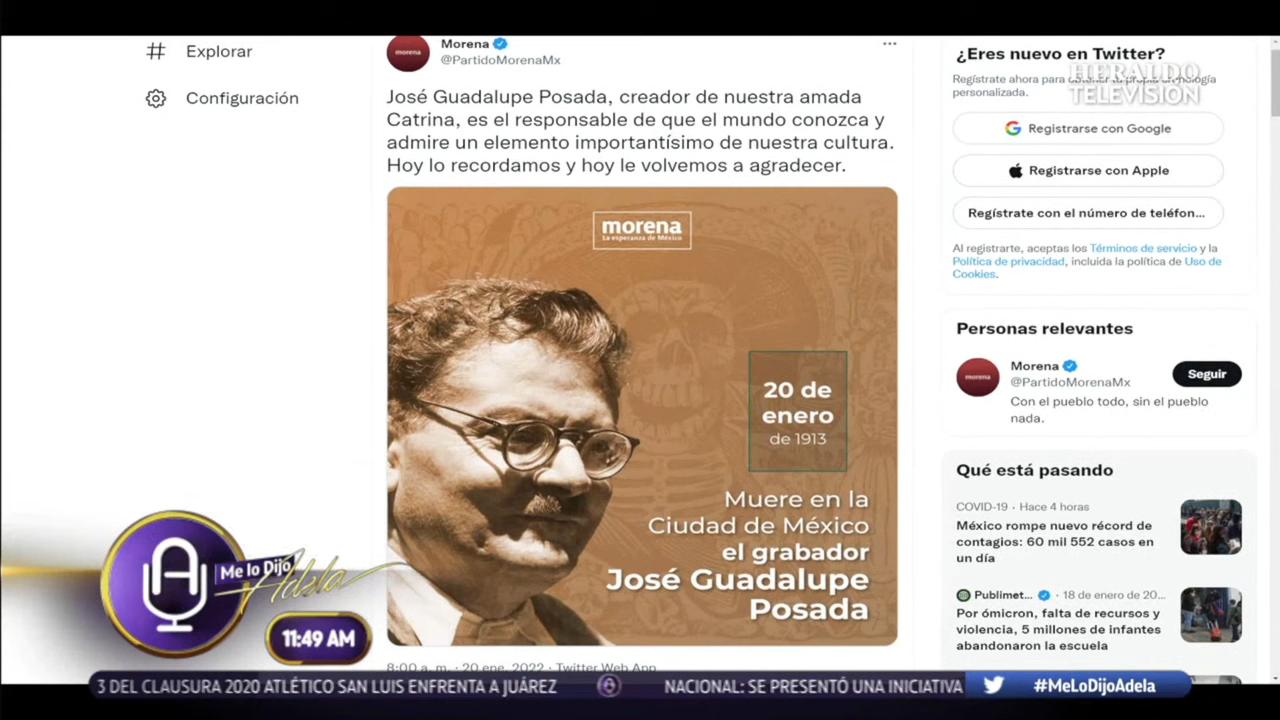 Explorar
Configuración
morena
Morena
@PartidoMorenaMx
José Guadalupe Posada, creador de nuestra amada
Catrina, es el responsable de que el mundo conozca y
admire un elemento importantísimo de nuestra cultura.
Hoy lo recordamos y hoy le volvemos a agradecer.
morena
La esperanza de México
20 de
enero
de 1913
Muere en la
Ciudad de México
el grabador
José Guadalupe
Posada
8:00 a. m. · 20 ene. 2022 · Twitter Web App
¿Eres nuevo en Twitter?
Regístrate ahora para obtener tu propia
personalizada.
HERALDO
TELEVISIÓN
Registrarse con Google
Registrarse con Apple
Regístrate con el número de teléfon...
Al registrarte, aceptas los Términos de servicio y la
Política de privacidad, incluida la política de Uso de
Cookies.
Personas relevantes
morena
Morena
@PartidoMorenaMx
Seguir
Con el pueblo todo, sin el pueblo
nada.
Qué está pasando
COVID-19 · Hace 4 horas
México rompe nuevo récord de
contagios: 60 mil 552 casos en
un día
Publimet... · 18 de enero de 20...
Por ómicron, falta de recursos y
violencia, 5 millones de infantes
abandonaron la escuela
A
Me lo Dijo
Adela
11:49 AM
3 DEL CLAUSURA 2020 ATLÉTICO SAN LUIS ENFRENTA A JUÁREZ
NACIONAL: SE PRESENTÓ UNA INICIATIVA
#MeLoDijoAdela